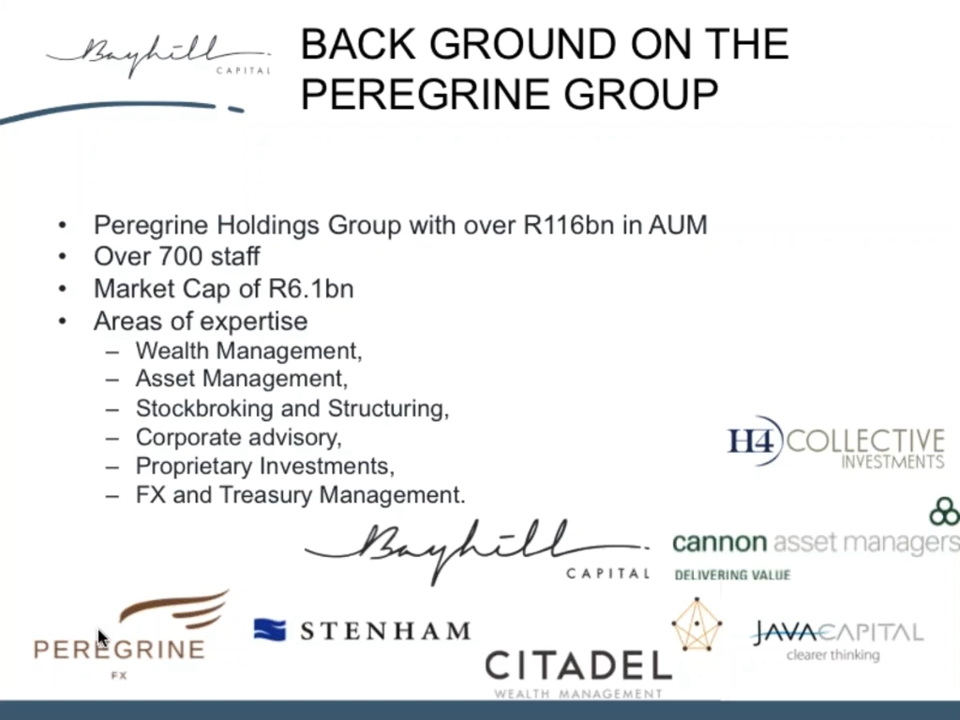 Bayhill
CAPITAL
BACK GROUND ON THE
PEREGRINE GROUP
• Peregrine Holdings Group with over R116bn in AUM
• Over 700 staff
• Market Cap of R6.1bn
• Areas of expertise
– Wealth Management,
– Asset Management,
– Stockbroking and Structuring,
– Corporate advisory,
– Proprietary Investments,
– FX and Treasury Management.
H4 COLLECTIVE
INVESTMENTS
Bayhill
CAPITAL
cannon asset managers
DELIVERING VALUE
PEREGRINE
FX
STENHAM
CITADEL
WEALTH MANAGEMENT
JAVACAPITAL
clearer thinking